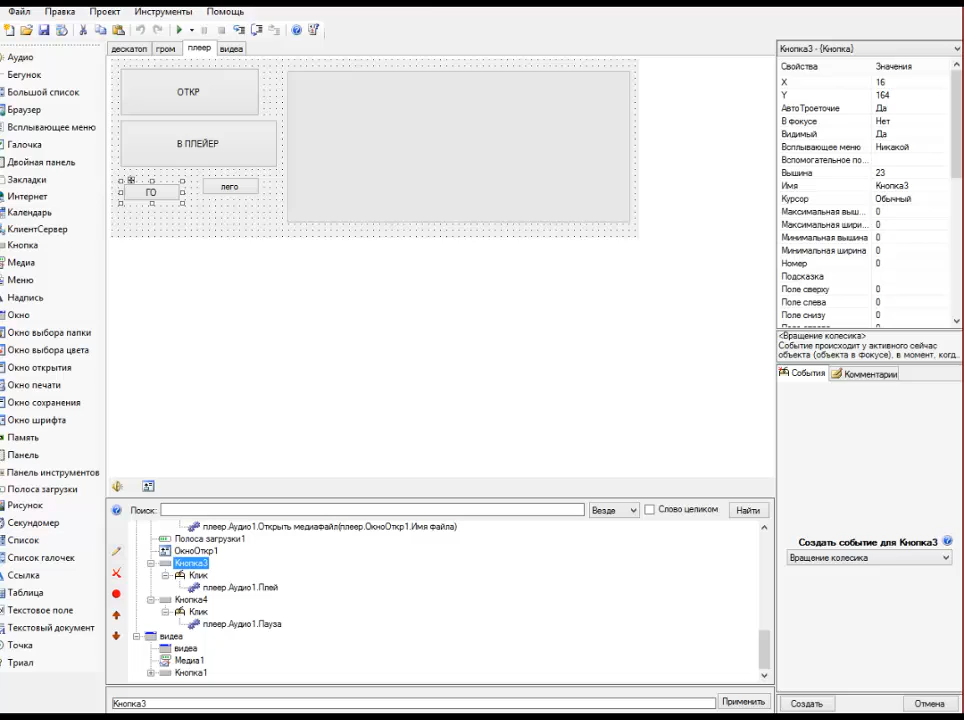 Файл Правка Проект Инструменты Помощь
Аудио
Бегунок
Большой список
Браузер
Всплывающее меню
Галочка
Двойная панель
Закладки
Интернет
Календарь
КлиентСервер
Кнопка
Медиа
Меню
Надпись
Окно
Окно выбора папки
Окно выбора цвета
Окно открытия
Окно печати
Окно сохранения
Окно шрифта
Память
Панель
Панель инструментов
Полоса загрузки
Рисунок
Секундомер
Список
Список галочек
Ссылка
Таблица
Текстовое поле
Текстовый документ
Точка
Триал
дескатоп гром плеер видеа
ОТКР
В ПЛЕЙЕР
ГО
лего
Поиск: Везде Слово целиком Найти
плеер.Аудио1.Открыть медиафайл(плеер.ОкноОткр1.Имя файла)
Полоса загрузки1
ОкноОткр1
Кнопка3
Клик
плеер.Аудио1.Плей
Кнопка4
Клик
плеер.Аудио1.Пауза
видеа
видеа
Медиа1
Кнопка1
Кнопка3 Применить
Кнопка3 - {Кнопка}
Свойства Значения
X 16
Y 164
АвтоТроеточие Да
В фокусе Нет
Видимый Да
Всплывающее меню Никакой
Вспомогательное по...
Вышина 23
Имя Кнопка3
Курсор Обычный
Максимальная выш... 0
Максимальная шири... 0
Минимальная вышина 0
Минимальная ширина 0
Номер 0
Подсказка
Поле сверху 0
Поле слева 0
Поле снизу 0
<Вращение колесика>
Событие происходит у активного сейчас
объекта (объекта в Фокусе), в момент, когд...
События Комментарии
Создать событие для Кнопка3
Вращение колесика
Создать Отмена